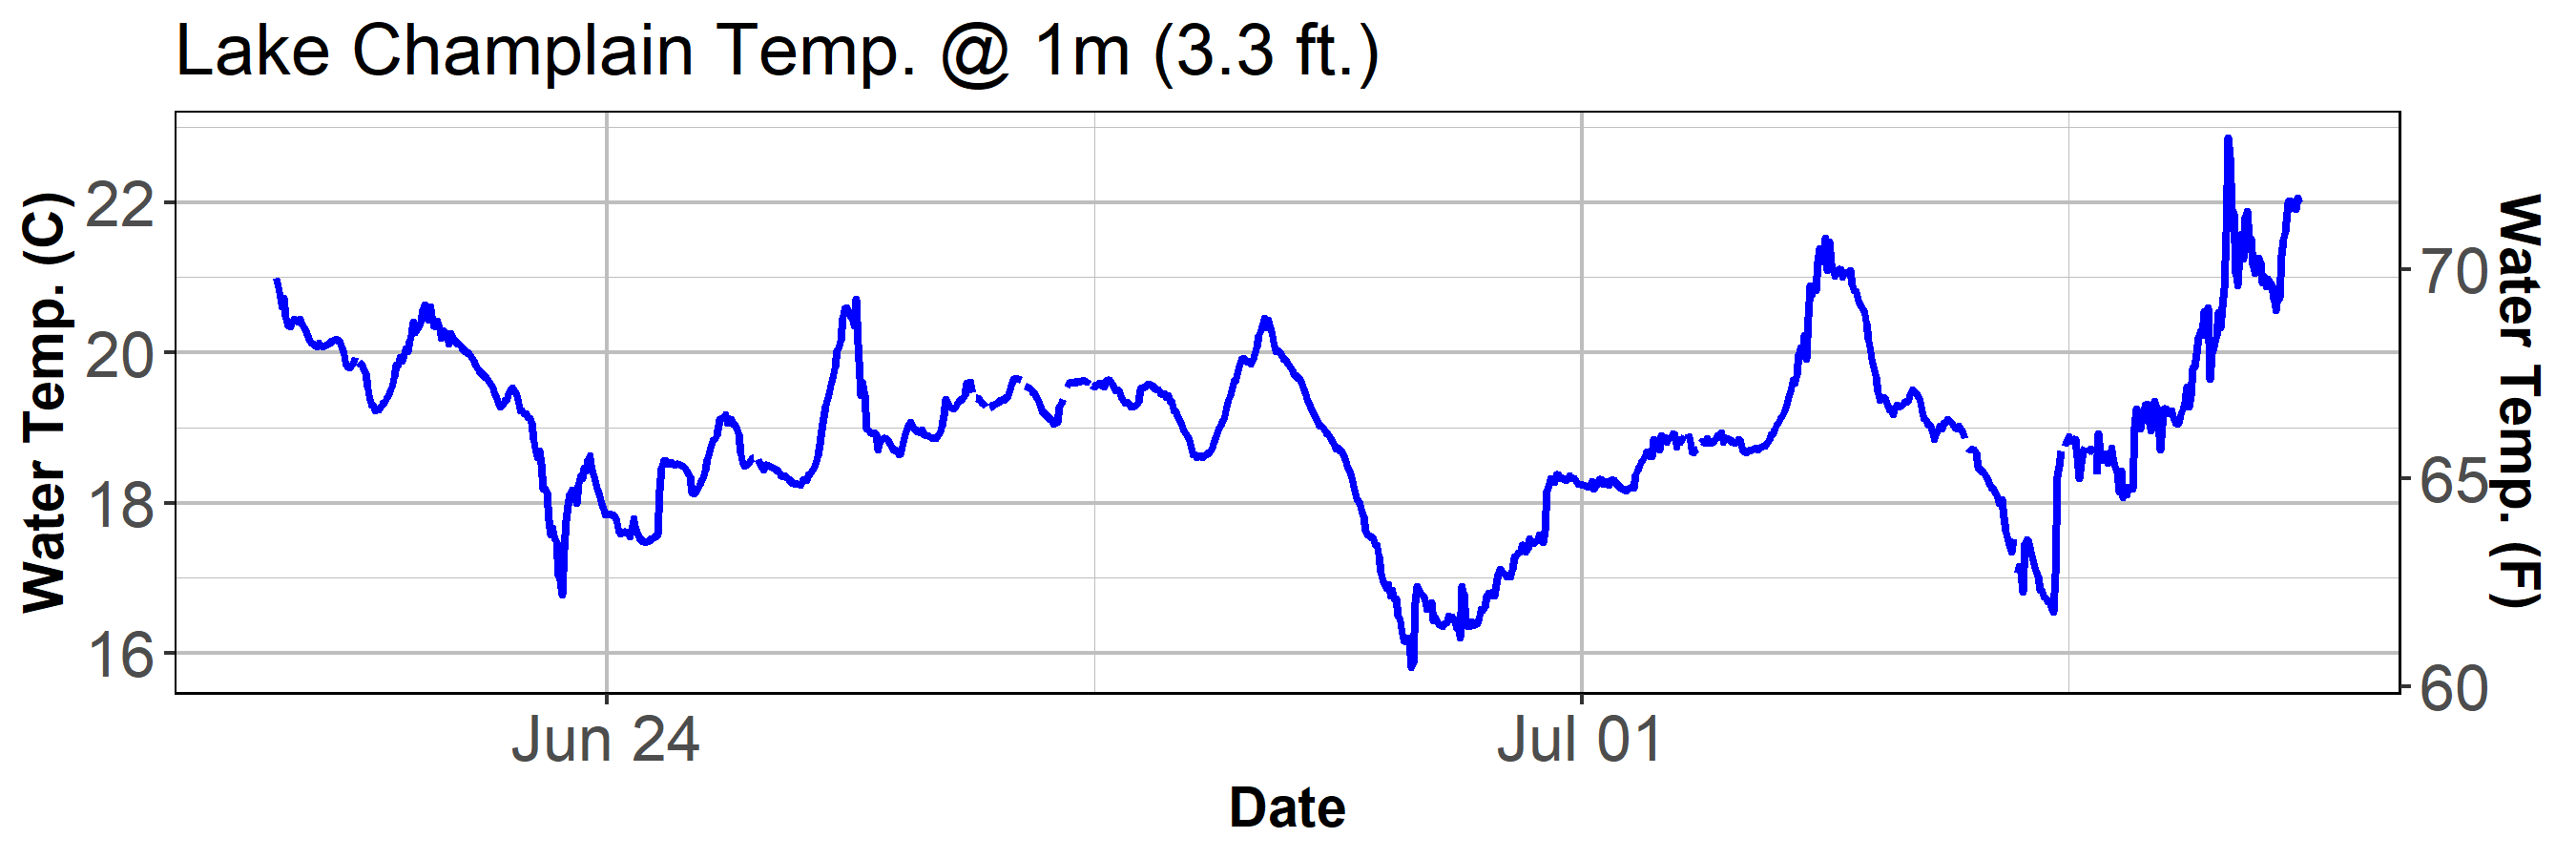 Lake Champlain Temp. @ 1m (3.3 ft.)
Water Temp. (C)
22
20
18
16
70
65
60
Water Temp. (F)
Jun 24
Jul 01
Date